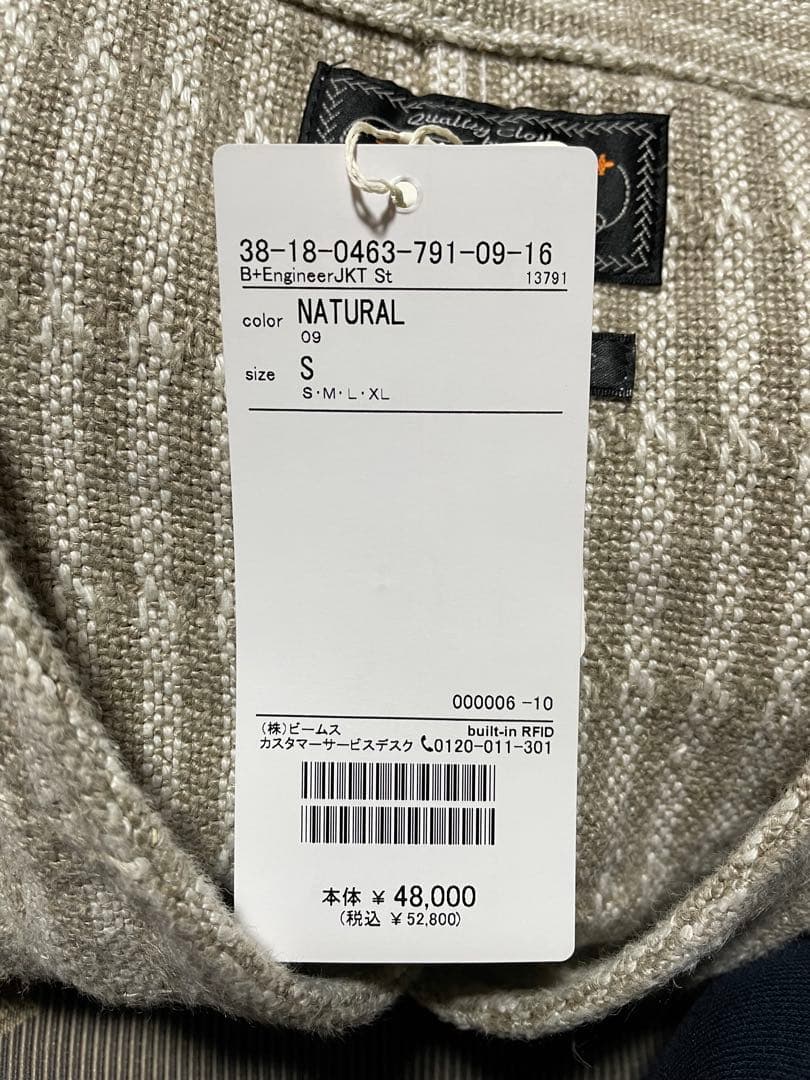 Quality Clo
38-18-0463-791-09-16
B+EngineerJKT St 13791
color NATURAL
09
size S
S・M・L・XL
000006 -10
(株)ビームス built-in RFID
カスタマーサービスデスク 0120-011-301
本体 ¥ 48,000
(税込 ¥ 52,800)